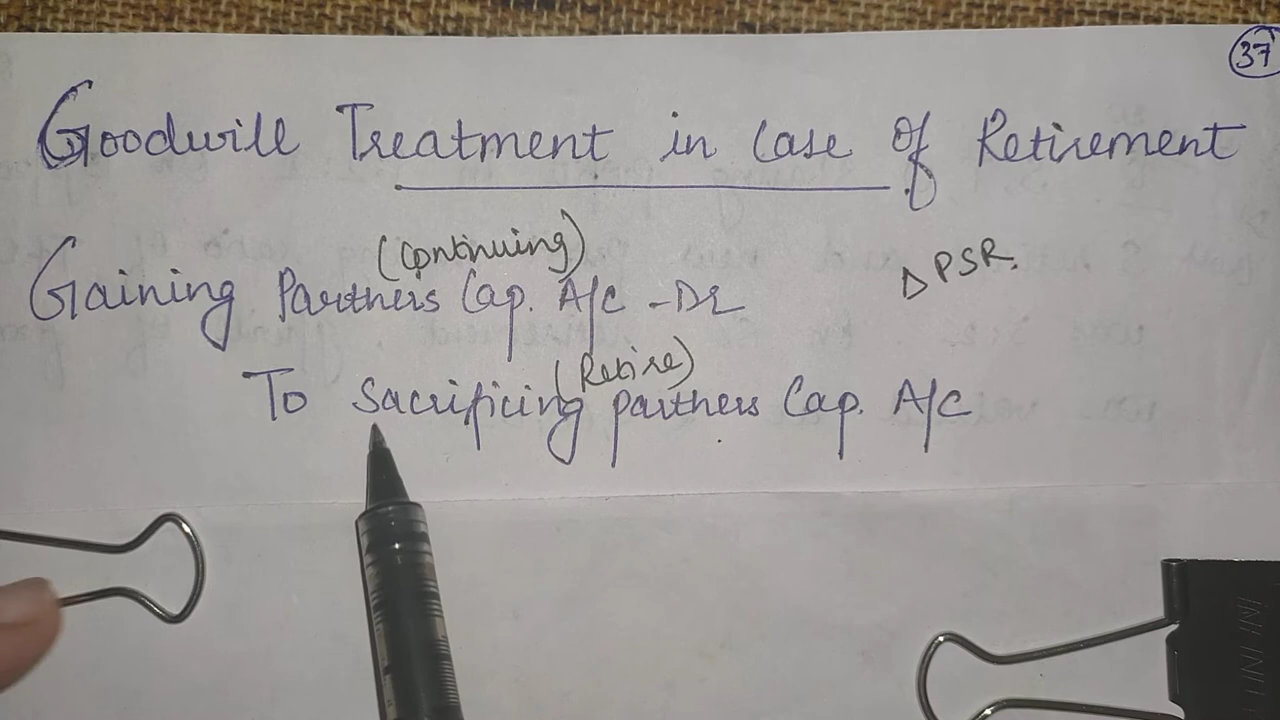 37
Goodwill Treatment in Case Of Retirement
(Continuing)
Δ PSR.
Gaining Partners Cap. A/c - Dr
(Retire)
To Sacrificing partners Cap. A/c